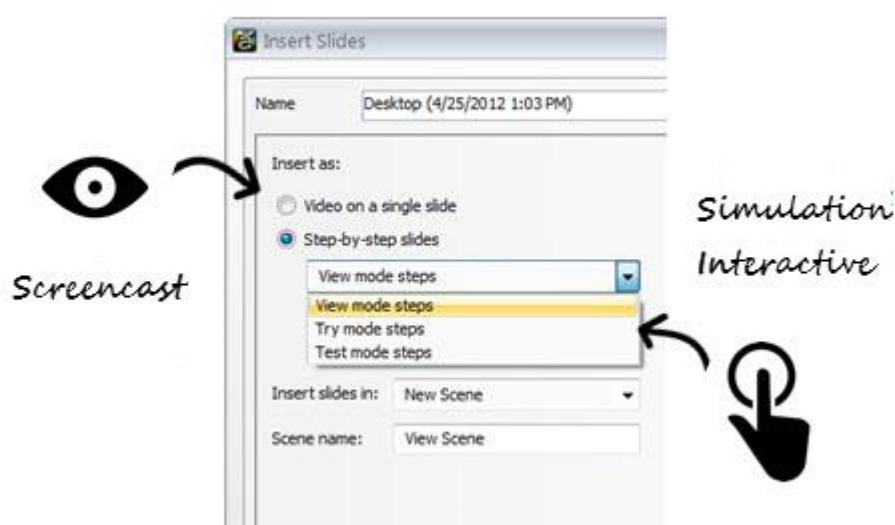 Insert Slides
Name Desktop (4/25/2012 1:03 PM)
Insert as:
Video on a single slide
Step-by-step slides
View mode steps
View mode steps
Try mode steps
Test mode steps
Insert slides in: New Scene
Scene name: View Scene
Screencast
Simulation
Interactive